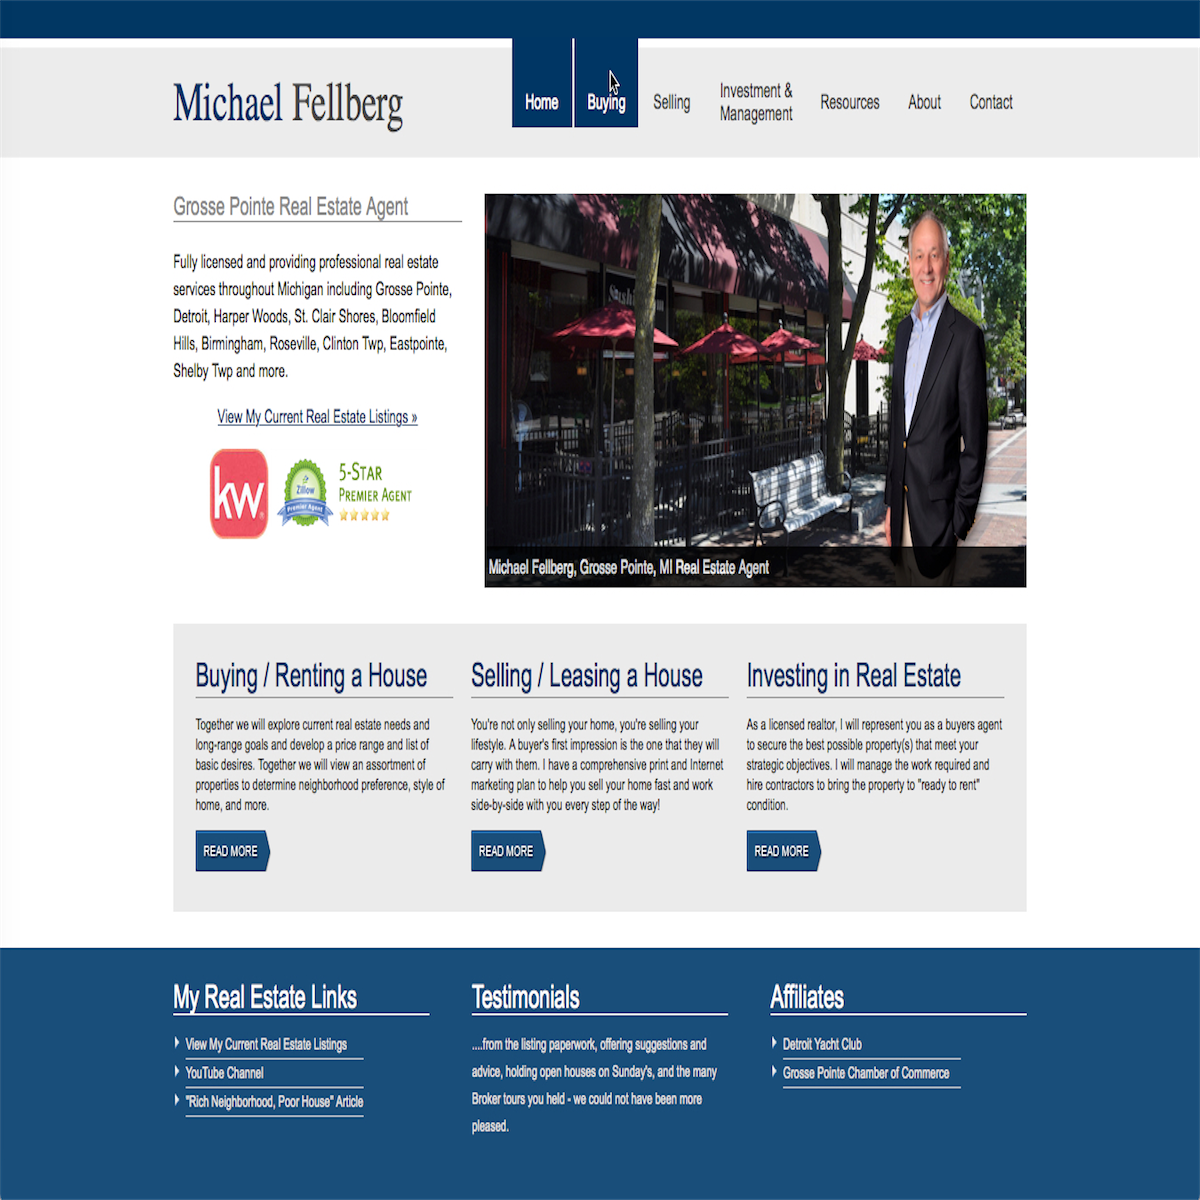 Michael Fellberg
Home
Buying
Selling
Investment &
Management
Resources
About
Contact
Grosse Pointe Real Estate Agent
Fully licensed and providing professional real estate
services throughout Michigan including Grosse Pointe,
Detroit, Harper Woods, St. Clair Shores, Bloomfield
Hills, Birmingham, Roseville, Clinton Twp, Eastpointe,
Shelby Twp and more.
View My Current Real Estate Listings »
kw
Zillow
Premier Agent
5-Star
Premier Agent
Michael Fellberg, Grosse Pointe, MI Real Estate Agent
Buying / Renting a House
Together we will explore current real estate needs and
long-range goals and develop a price range and list of
basic desires. Together we will view an assortment of
properties to determine neighborhood preference, style of
home, and more.
READ MORE
Selling / Leasing a House
You're not only selling your home, you're selling your
lifestyle. A buyer's first impression is the one that they will
carry with them. I have a comprehensive print and Internet
marketing plan to help you sell your home fast and work
side-by-side with you every step of the way!
READ MORE
Investing in Real Estate
As a licensed realtor, I will represent you as a buyers agent
to secure the best possible property(s) that meet your
strategic objectives. I will manage the work required and
hire contractors to bring the property to "ready to rent"
condition.
READ MORE
My Real Estate Links
View My Current Real Estate Listings
YouTube Channel
"Rich Neighborhood, Poor House" Article
Testimonials
....from the listing paperwork, offering suggestions and
advice, holding open houses on Sunday's, and the many
Broker tours you held - we could not have been more
pleased.
Affiliates
Detroit Yacht Club
Grosse Pointe Chamber of Commerce